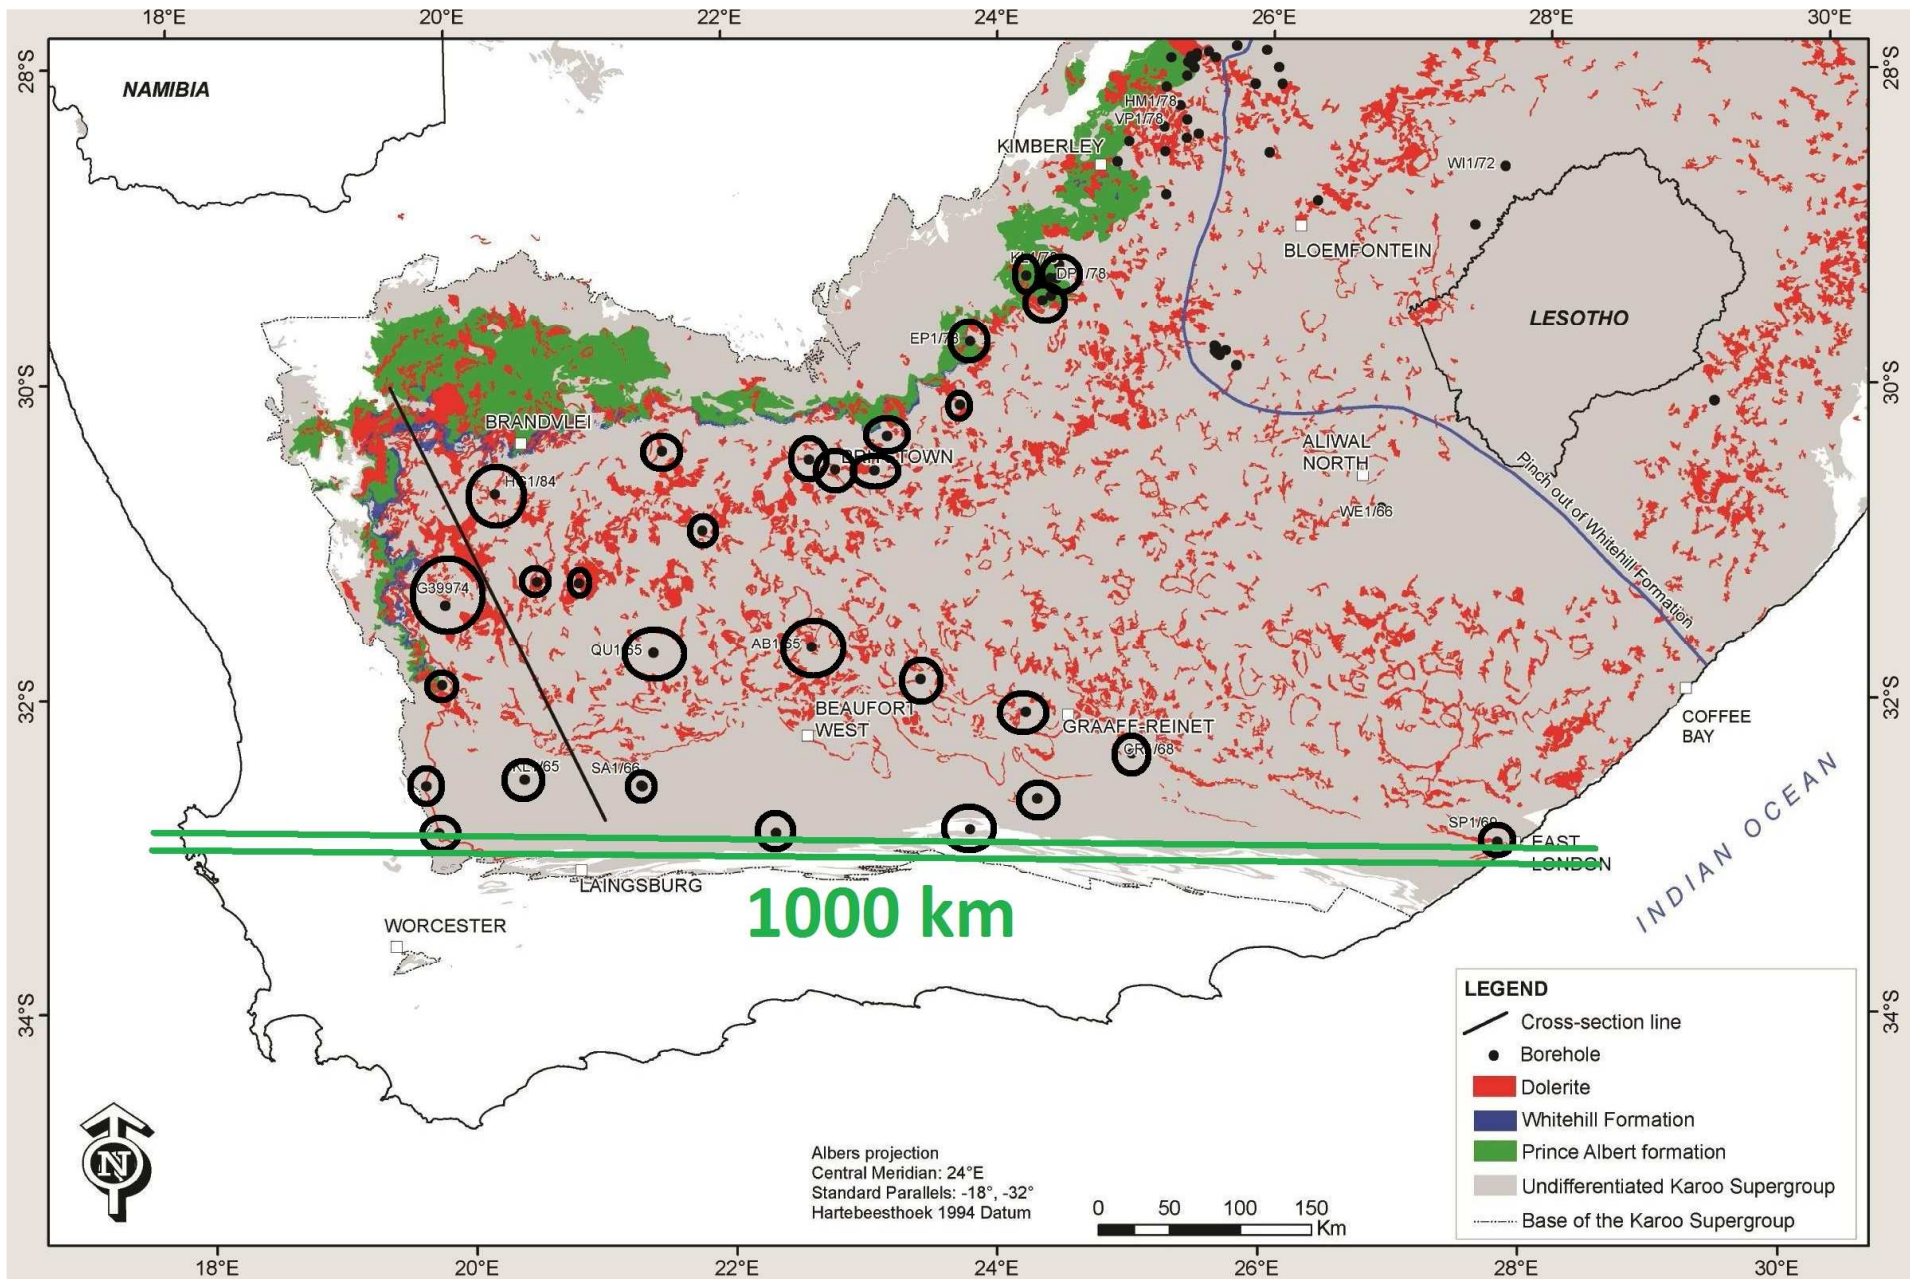 18°E 20°E 22°E 24°E 26°E 28°E 30°E
28°S 28°S
NAMIBIA
HM1/78
VP1/78
KIMBERLEY
WI1/72
BLOEMFONTEIN
LESOTHO
EP1/78
30°S 30°S
BRANDVLEI
ALIWAL
NORTH
Pinch out of Whitehill Formation
HG1/84
WE1/66
G39974
QU1/65
AB1/65
32°S 32°S
BEAUFORT
WEST
GRAAFF-REINET
COFFEE
BAY
KL1/65
SA1/66
SP1/69
EAST
LONDON
INDIAN OCEAN
LAINGSBURG
1000 km
WORCESTER
34°S 34°S
LEGEND
Cross-section line
Borehole
Dolerite
Whitehill Formation
Prince Albert formation
Undifferentiated Karoo Supergroup
Base of the Karoo Supergroup
N
Albers projection
Central Meridian: 24°E
Standard Parallels: -18°, -32°
Hartebeesthoek 1994 Datum
0 50 100 150
Km
18°E 20°E 22°E 24°E 26°E 28°E 30°E